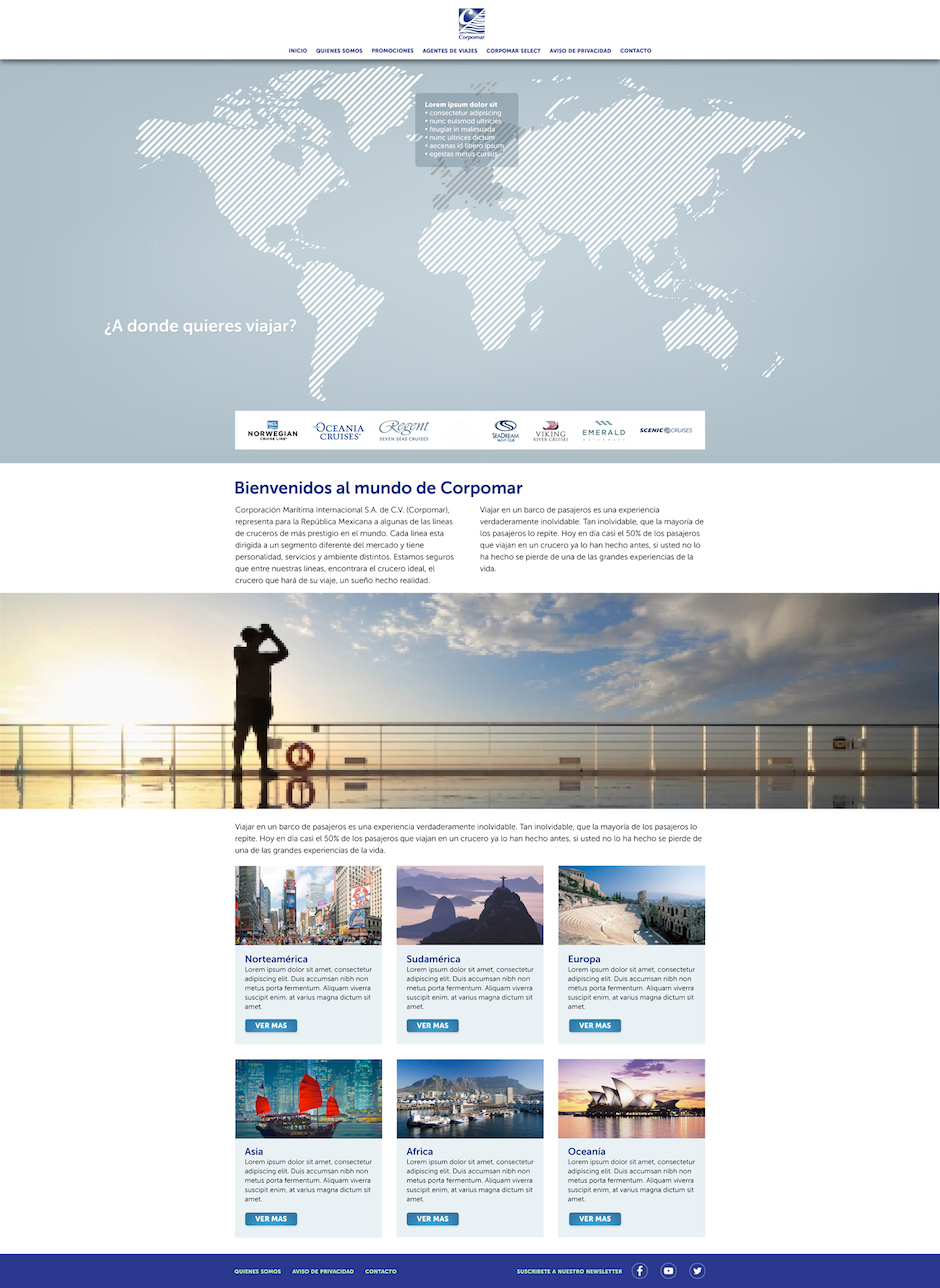 Corpomar
INICIO QUIENES SOMOS PROMOCIONES AGENTES DE VIAJES CORPOMAR SELECT AVISO DE PRIVACIDAD CONTACTO
Lorem ipsum dolor sit
• consectetur adipiscing
• nunc euismod ultricies
• feugiat in malesuada
• nunc ultrices dictum
• aecenas id libero ipsum
• egestas metus cursus
¿A donde quieres viajar?
NCL
NORWEGIAN
CRUISE LINE®
OCEANIA
CRUISES®
Regent
SEVEN SEAS CRUISES
SEADREAM
YACHT CLUB
VIKING
RIVER CRUISES
EMERALD
WATERWAYS
SCENIC CRUISES
Bienvenidos al mundo de Corpomar
Corporación Marítima Internacional S.A. de C.V. (Corpomar),
representa para la República Mexicana a algunas de las líneas
de cruceros de más prestigio en el mundo. Cada linea esta
dirigida a un segmento diferente del mercado y tiene
personalidad, servicios y ambiente distintos. Estamos seguros
que entre nuestras lineas, encontrara el crucero ideal, el
crucero que hará de su viaje, un sueño hecho realidad.
Viajar en un barco de pasajeros es una experiencia
verdaderamente inolvidable. Tan inolvidable, que la mayoría de
los pasajeros lo repite. Hoy en día casi el 50% de los pasajeros
que viajan en un crucero ya lo han hecho antes, si usted no lo
ha hecho se pierde de una de las grandes experiencias de la
vida.
Viajar en un barco de pasajeros es una experiencia verdaderamente inolvidable. Tan inolvidable, que la mayoría de los pasajeros lo
repite. Hoy en día casi el 50% de los pasajeros que viajan en un crucero ya lo han hecho antes, si usted no lo ha hecho se pierde de
una de las grandes experiencias de la vida.
Norteamérica
Lorem ipsum dolor sit amet, consectetur
adipiscing elit. Duis accumsan nibh non
metus porta fermentum. Aliquam viverra
suscipit enim, at varius magna dictum sit
amet.
VER MAS
Sudamérica
Lorem ipsum dolor sit amet, consectetur
adipiscing elit. Duis accumsan nibh non
metus porta fermentum. Aliquam viverra
suscipit enim, at varius magna dictum sit
amet.
VER MAS
Europa
Lorem ipsum dolor sit amet, consectetur
adipiscing elit. Duis accumsan nibh non
metus porta fermentum. Aliquam viverra
suscipit enim, at varius magna dictum sit
amet.
VER MAS
Asia
Lorem ipsum dolor sit amet, consectetur
adipiscing elit. Duis accumsan nibh non
metus porta fermentum. Aliquam viverra
suscipit enim, at varius magna dictum sit
amet.
VER MAS
Africa
Lorem ipsum dolor sit amet, consectetur
adipiscing elit. Duis accumsan nibh non
metus porta fermentum. Aliquam viverra
suscipit enim, at varius magna dictum sit
amet.
VER MAS
Oceanía
Lorem ipsum dolor sit amet, consectetur
adipiscing elit. Duis accumsan nibh non
metus porta fermentum. Aliquam viverra
suscipit enim, at varius magna dictum sit
amet.
VER MAS
QUIENES SOMOS AVISO DE PRIVACIDAD CONTACTO SUSCRIBETE A NUESTRO NEWSLETTER